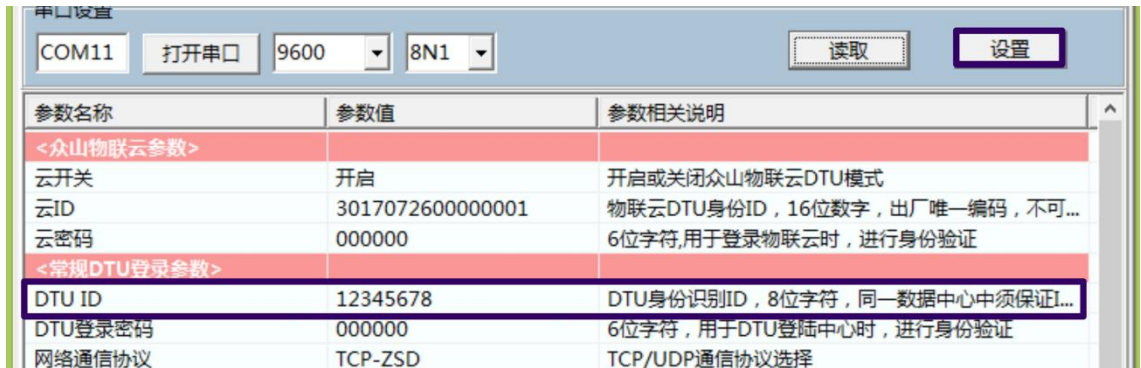 串口设置
COM11 打开串口 9600 8N1 读取 设置
参数名称 参数值 参数相关说明
<众山物联云参数>
云开关 开启 开启或关闭众山物联云DTU模式
云ID 3017072600000001 物联云DTU身份ID，16位数字，出厂唯一编码，不可...
云密码 000000 6位字符,用于登录物联云时，进行身份验证
<常规DTU登录参数>
DTU ID 12345678 DTU身份识别ID，8位字符，同一数据中心中须保证I...
DTU登录密码 000000 6位字符，用于DTU登陆中心时，进行身份验证
网络通信协议 TCP-ZSD TCP/UDP通信协议选择